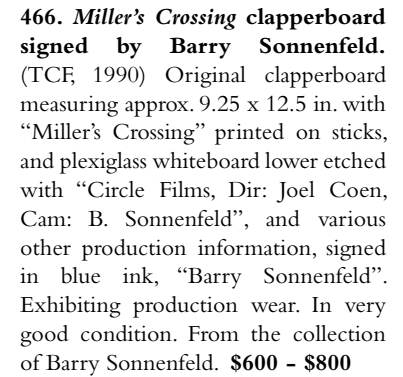 466. Miller’s Crossing clapperboard
signed by Barry Sonnenfeld.
(TCF, 1990) Original clapperboard
measuring approx. 9.25 x 12.5 in. with
“Miller’s Crossing” printed on sticks,
and plexiglass whiteboard lower etched
with “Circle Films, Dir: Joel Coen,
Cam: B. Sonnenfeld”, and various
other production information, signed
in blue ink, “Barry Sonnenfeld”.
Exhibiting production wear. In very
good condition. From the collection
of Barry Sonnenfeld. $600 - $800